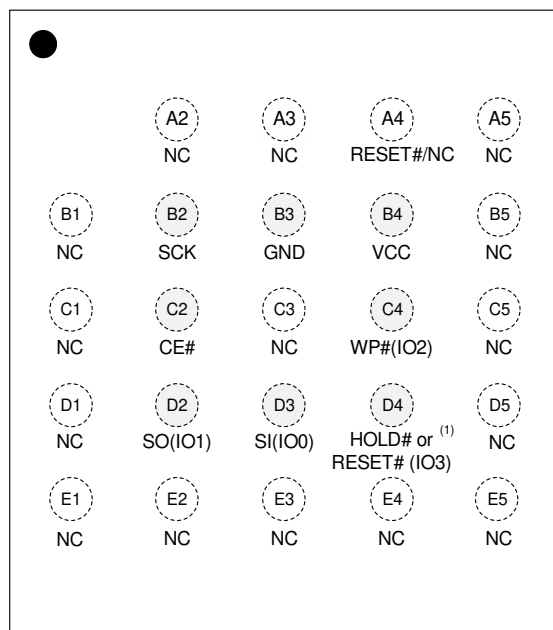 A2 A3 A4 A5
NC NC RESET#/NC NC
B1 B2 B3 B4 B5
NC SCK GND VCC NC
C1 C2 C3 C4 C5
NC CE# NC WP#(IO2) NC
D1 D2 D3 D4 D5
NC SO(IO1) SI(IO0) HOLD# or (1) NC
RESET# (IO3)
E1 E2 E3 E4 E5
NC NC NC NC NC